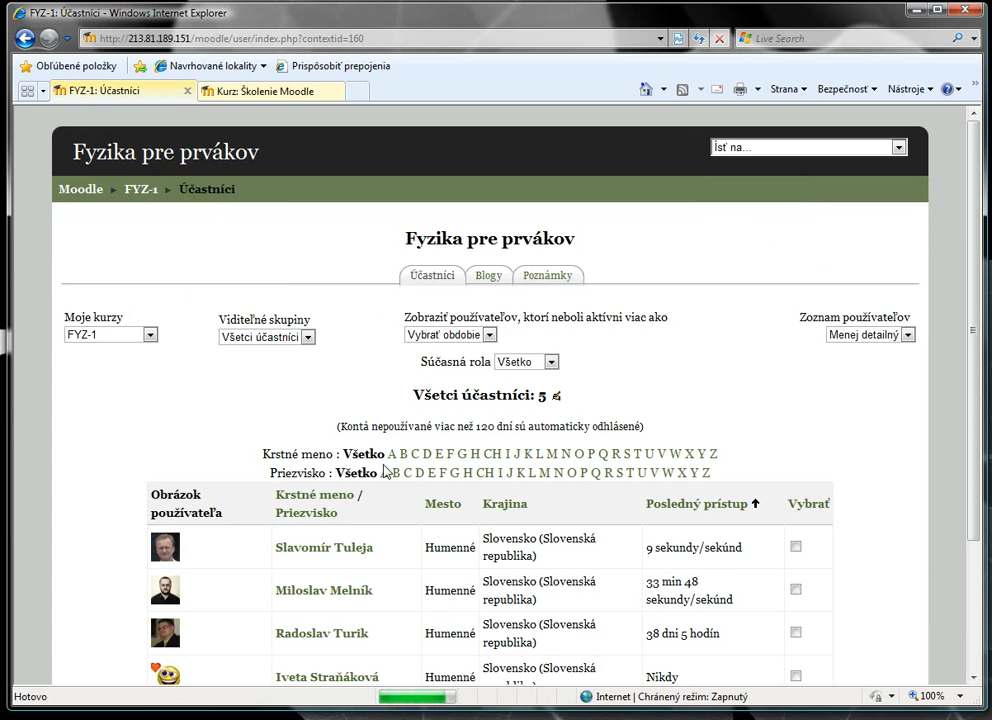 FYZ-1: Účastníci - Windows Internet Explorer
http://213.81.189.151/moodle/user/index.php?contextid=160
Live Search
Obľúbené položky
Navrhované lokality
Prispôsobiť prepojenia
FYZ-1: Účastníci
Kurz: Školenie Moodle
Strana
Bezpečnosť
Nástroje
Fyzika pre prvákov
Ísť na...
Moodle ► FYZ-1 ► Účastníci
Fyzika pre prvákov
Účastníci
Blogy
Poznámky
Moje kurzy
FYZ-1
Viditeľné skupiny
Všetci účastníci
Zobraziť používateľov, ktorí neboli aktívni viac ako
Vybrať obdobie
Zoznam používateľov
Menej detailný
Súčasná rola Všetko
Všetci účastníci: 5
(Kontá nepoužívané viac než 120 dní sú automaticky odhlásené)
Krstné meno : Všetko A B C D E F G H CH I J K L M N O P Q R S T U V W X Y Z
Priezvisko : Všetko A B C D E F G H CH I J K L M N O P Q R S T U V W X Y Z
Obrázok používateľa
Krstné meno / Priezvisko
Mesto
Krajina
Posledný prístup
Vybrať
Slavomír Tuleja Humenné Slovensko (Slovenská republika) 9 sekundy/sekúnd
Miloslav Melník Humenné Slovensko (Slovenská republika) 33 min 48 sekundy/sekúnd
Radoslav Turik Humenné Slovensko (Slovenská republika) 38 dni 5 hodín
Iveta Straňáková Humenné Slovensko (Slovenská republika) Nikdy
Hotovo
Internet | Chránený režim: Zapnutý
100%